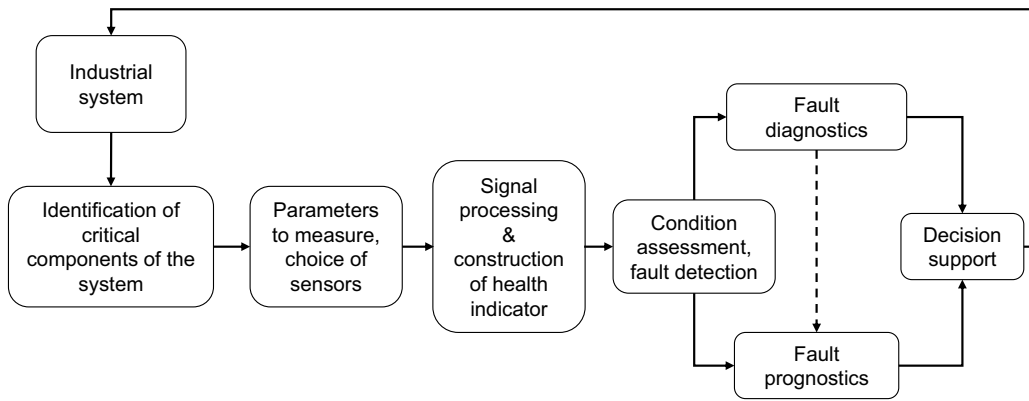 Industrial
system
Identification of
critical
components of the
system
Parameters
to measure,
choice of
sensors
Signal
processing
&
construction
of health
indicator
Condition
assessment,
fault detection
Fault
diagnostics
Fault
prognostics
Decision
support